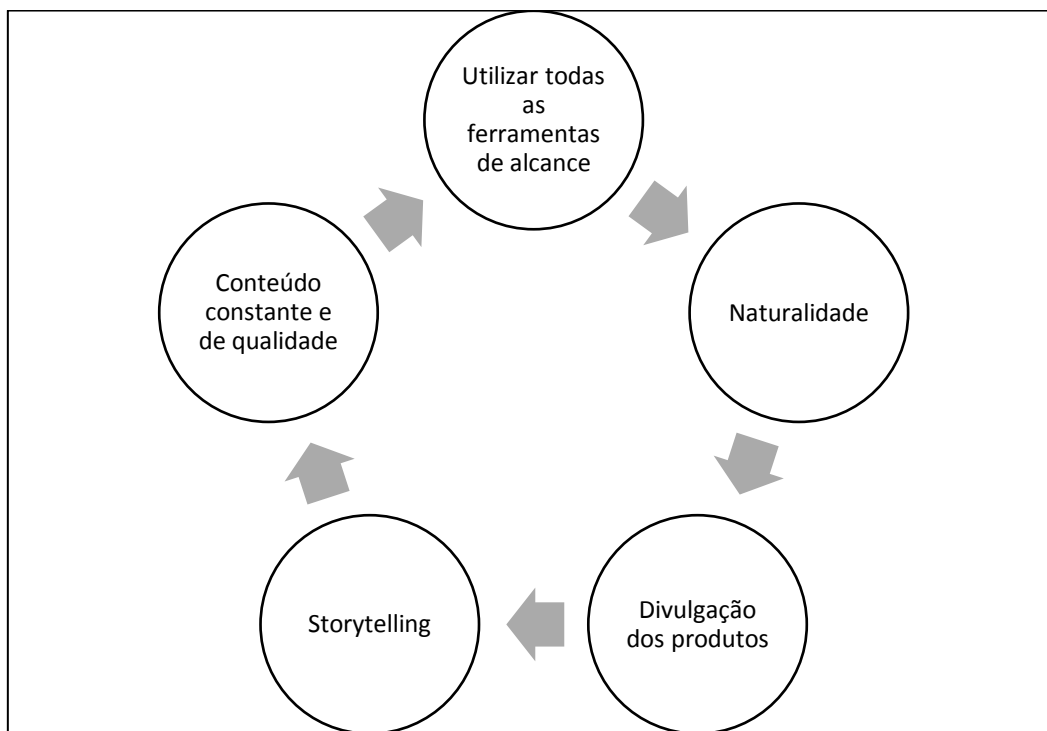 Utilizar todas
as
ferramentas
de alcance
Naturalidade
Divulgação
dos produtos
Storytelling
Conteúdo
constante e
de qualidade